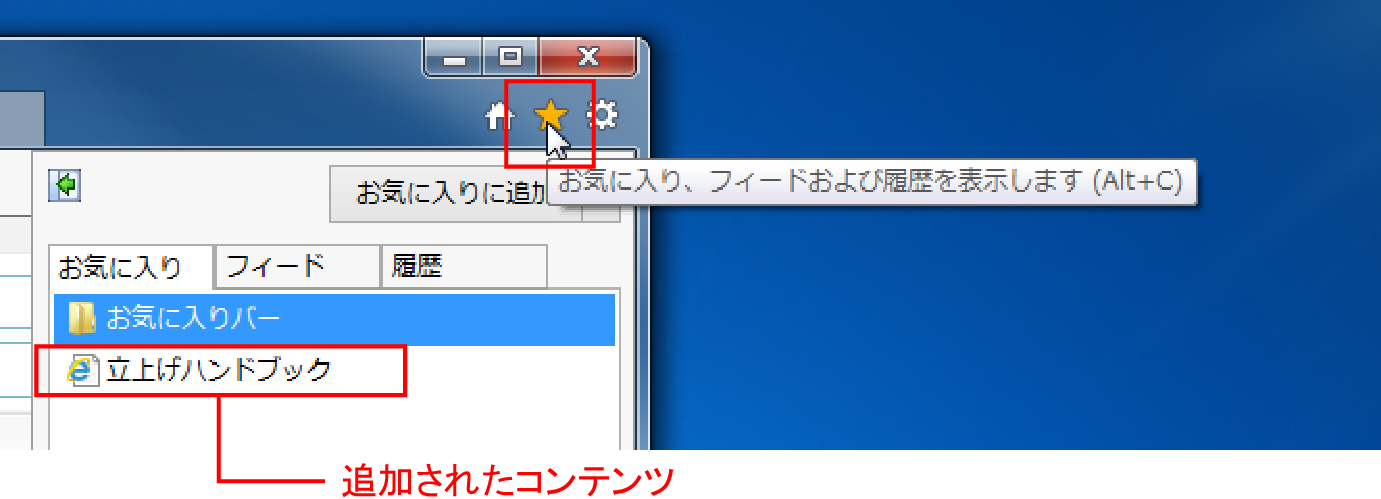 お気に入りに追加
お気に入り、フィードおよび履歴を表示します (Alt+C)
お気に入り
フィード
履歴
お気に入りバー
立上げハンドブック
追加されたコンテンツ